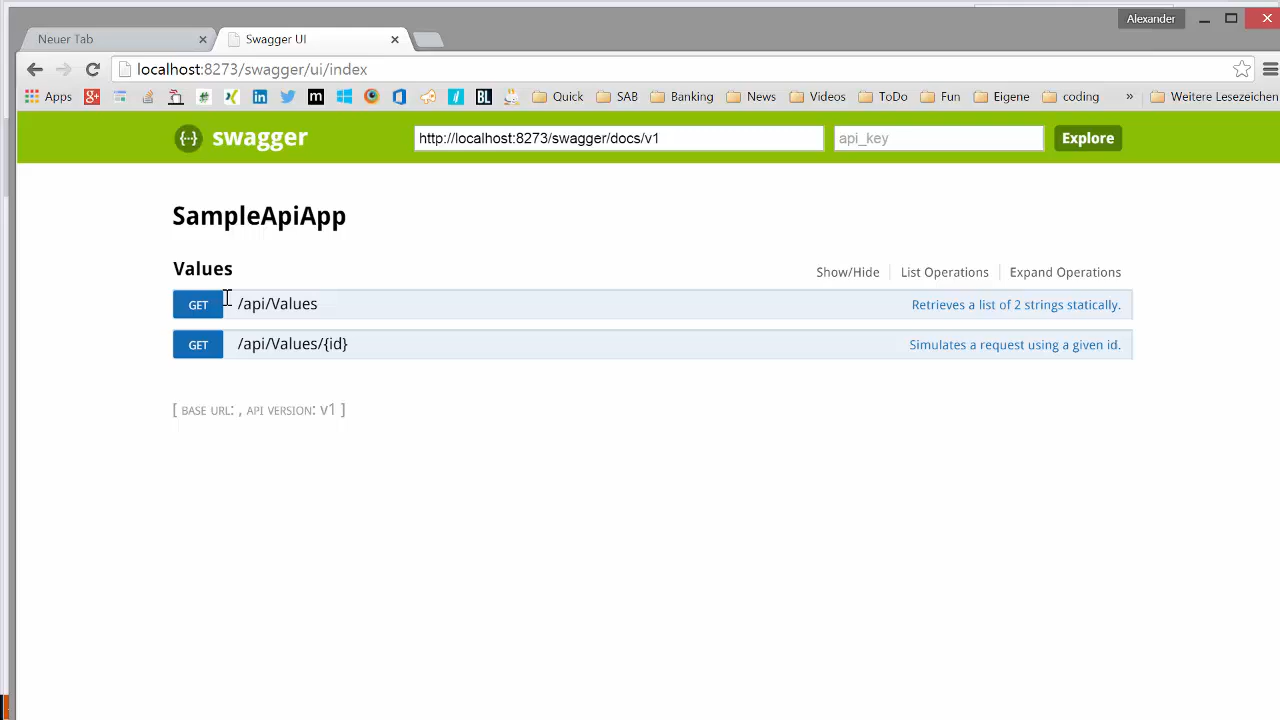 Alexander
Neuer Tab
Swagger UI
localhost:8273/swagger/ui/index
Apps Quick SAB Banking News Videos ToDo Fun Eigene coding » Weitere Lesezeichen
{··} swagger http://localhost:8273/swagger/docs/v1 api_key Explore
SampleApiApp
Values Show/Hide List Operations Expand Operations
GET /api/Values Retrieves a list of 2 strings statically.
GET /api/Values/{id} Simulates a request using a given id.
[ BASE URL: , API VERSION: V1 ]